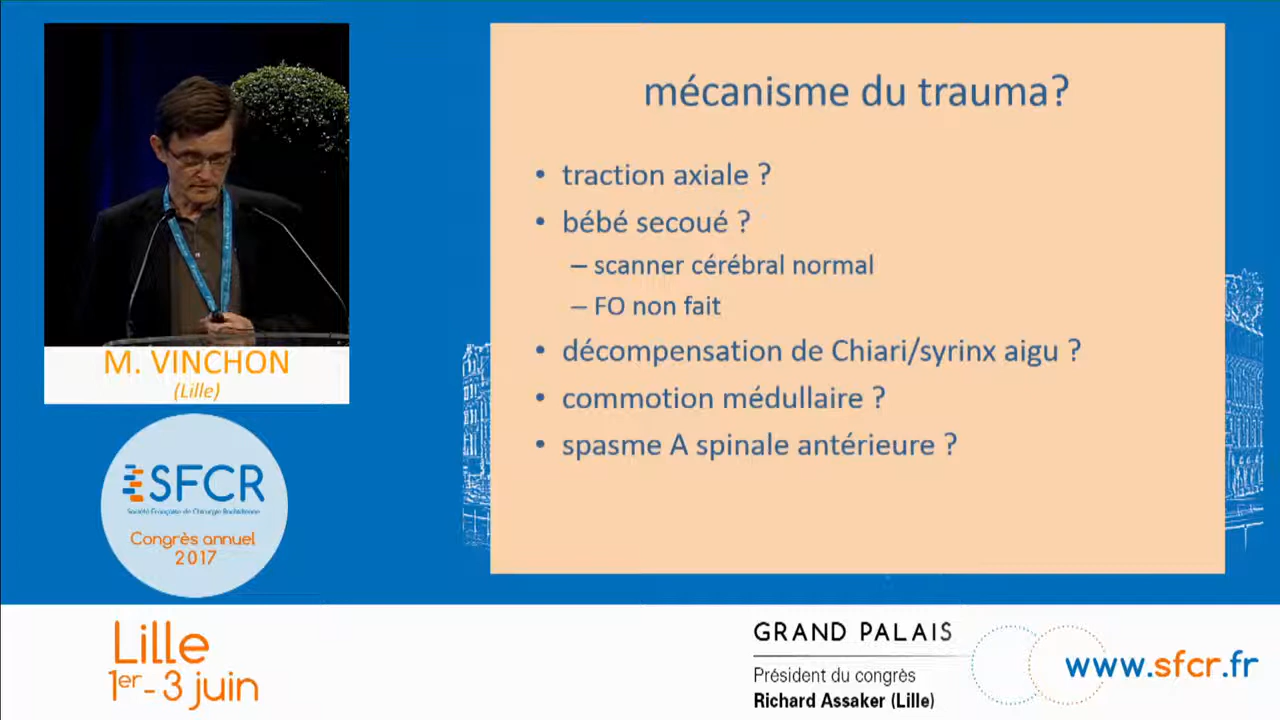 mécanisme du trauma?
• traction axiale ?
• bébé secoué ?
– scanner cérébral normal
– FO non fait
• décompensation de Chiari/syrinx aigu ?
• commotion médullaire ?
• spasme A spinale antérieure ?
M. VINCHON
(Lille)
SFCR
Société Française de Chirurgie Rachidienne
Congrès annuel
2017
Lille
1er - 3 juin
GRAND PALAIS
Président du congrès
Richard Assaker (Lille)
www.sfcr.fr